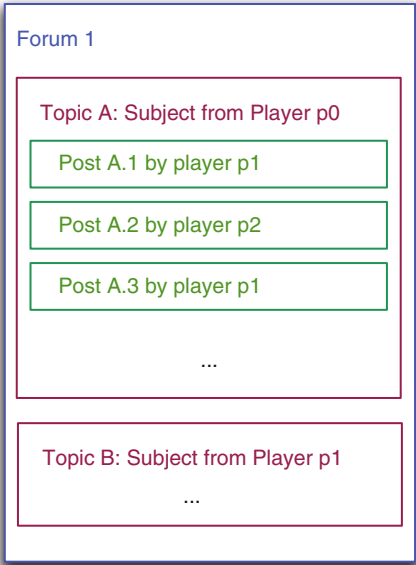 Forum 1
Topic A: Subject from Player p0
Post A.1 by player p1
Post A.2 by player p2
Post A.3 by player p1
...
Topic B: Subject from Player p1
...